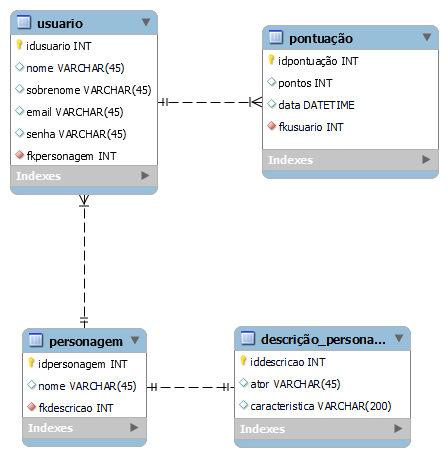 usuario
idusuario INT
nome VARCHAR(45)
sobrenome VARCHAR(45)
email VARCHAR(45)
senha VARCHAR(45)
fkpersonagem INT
Indexes
pontuação
idpontuação INT
pontos INT
data DATETIME
fkusuario INT
Indexes
personagem
idpersonagem INT
nome VARCHAR(45)
fkdescricao INT
Indexes
descrição_persona...
iddescricao INT
ator VARCHAR(45)
caracteristica VARCHAR(200)
Indexes